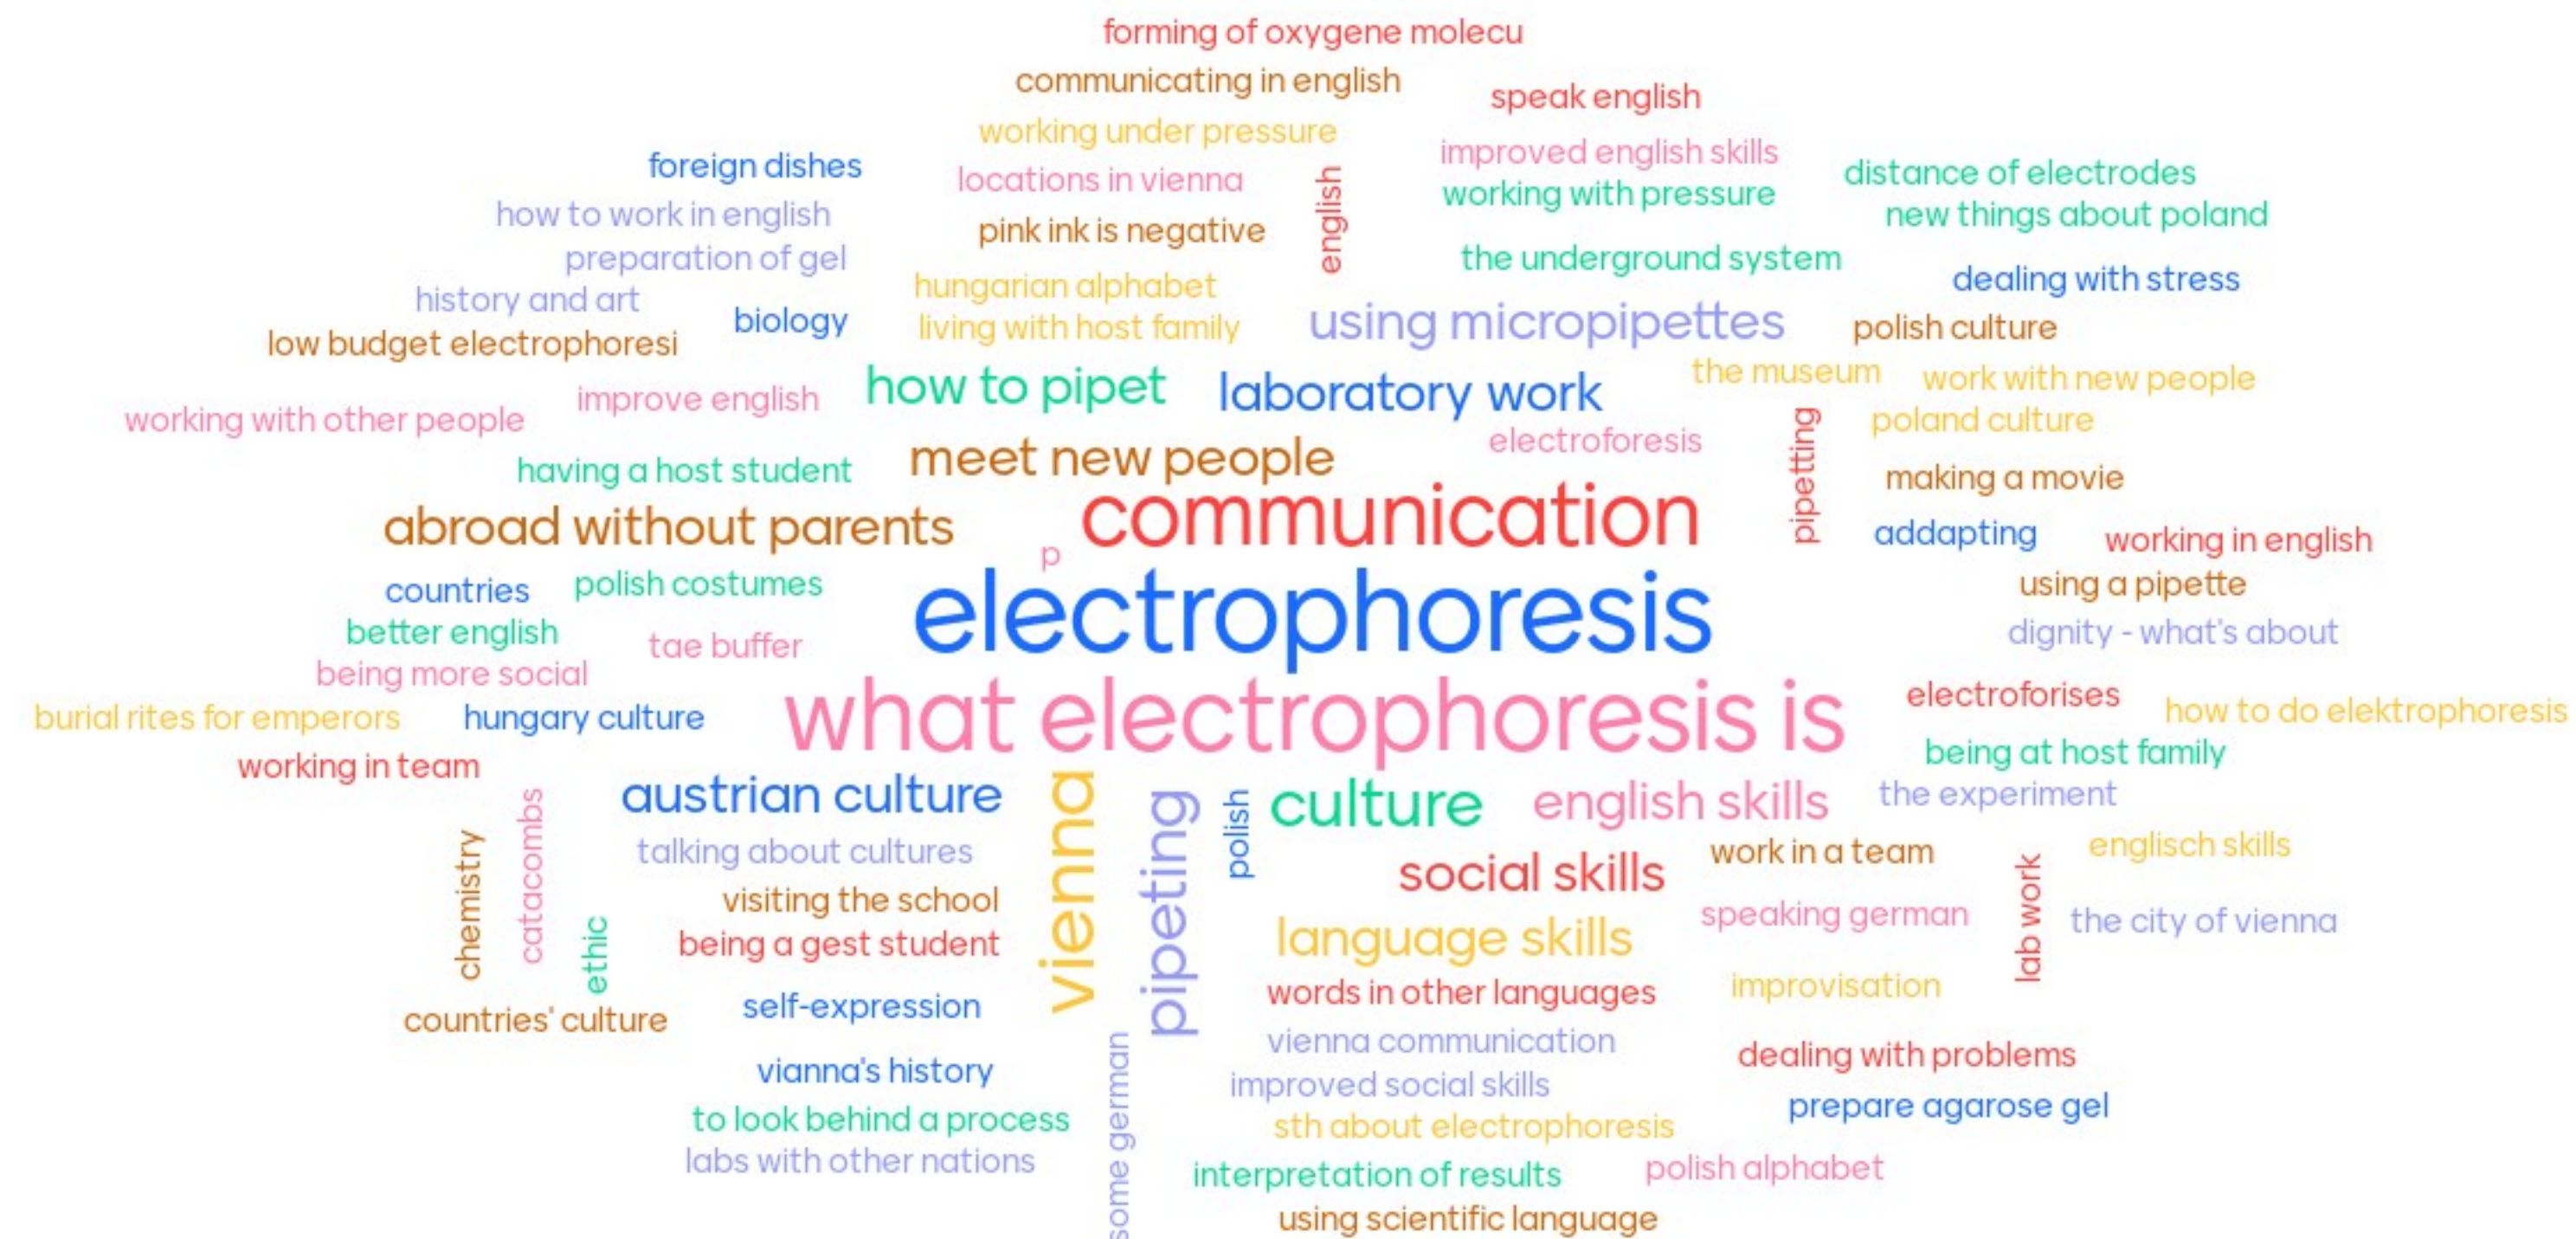 forming of oxygene molecu
communicating in english
speak english
working under pressure
improved english skills
foreign dishes
locations in vienna
english
distance of electrodes
working with pressure
how to work in english
pink ink is negative
new things about poland
preparation of gel
the underground system
hungarian alphabet
dealing with stress
history and art
biology
living with host family
using micropipettes
polish culture
low budget electrophoresi
how to pipet
laboratory work
the museum
work with new people
improve english
working with other people
poland culture
electroforesis
pipetting
meet new people
having a host student
making a movie
abroad without parents
communication
addapting
working in english
p
countries
polish costumes
electrophoresis
using a pipette
better english
tae buffer
dignity - what's about
being more social
what electrophoresis is
electroforises
how to do elektrophoresis
burial rites for emperors
hungary culture
being at host family
working in team
austrian culture
vienna
pipeting
polish
culture
english skills
the experiment
chemistry
catacombs
ethic
talking about cultures
work in a team
englisch skills
social skills
visiting the school
speaking german
lab work
the city of vienna
being a gest student
language skills
words in other languages
improvisation
self-expression
countries' culture
vienna communication
dealing with problems
vianna's history
improved social skills
prepare agarose gel
to look behind a process
some german
sth about electrophoresis
labs with other nations
interpretation of results
polish alphabet
using scientific language